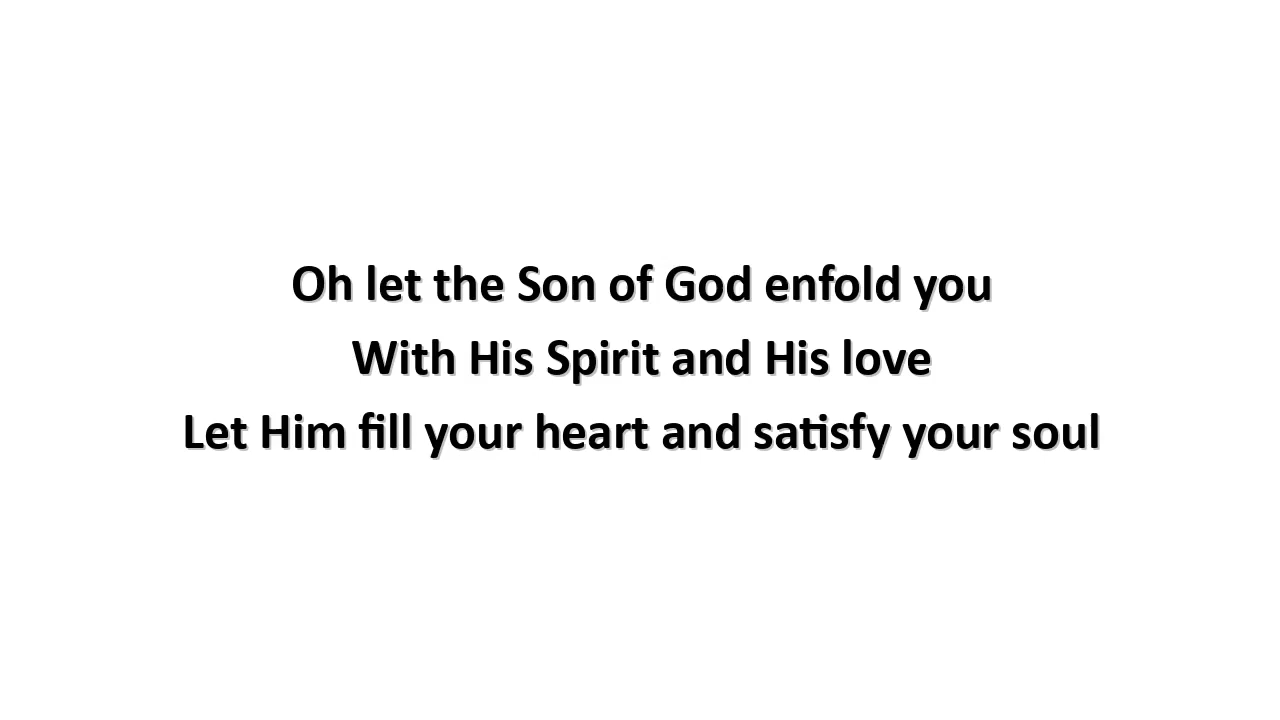 Oh let the Son of God enfold you
With His Spirit and His love
Let Him fill your heart and satisfy your soul